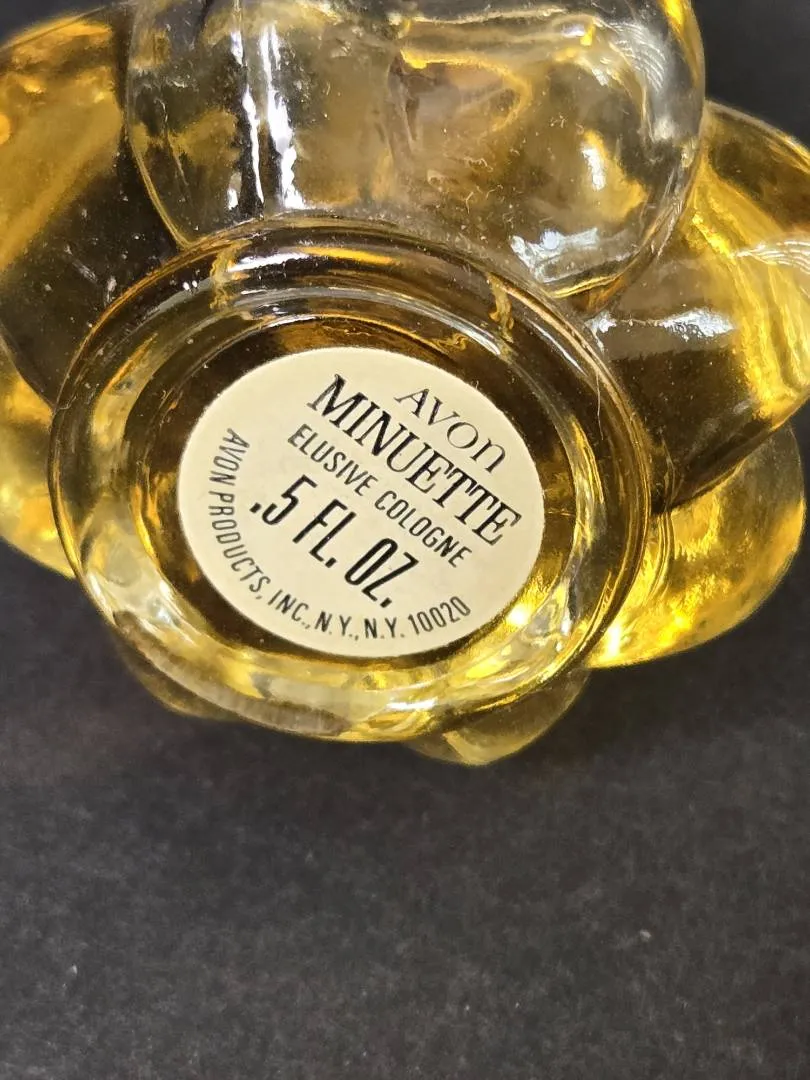 AVON
MINUETTE
ELUSIVE COLOGNE
.5 FL. OZ.
AVON PRODUCTS, INC., N.Y., N.Y. 10020